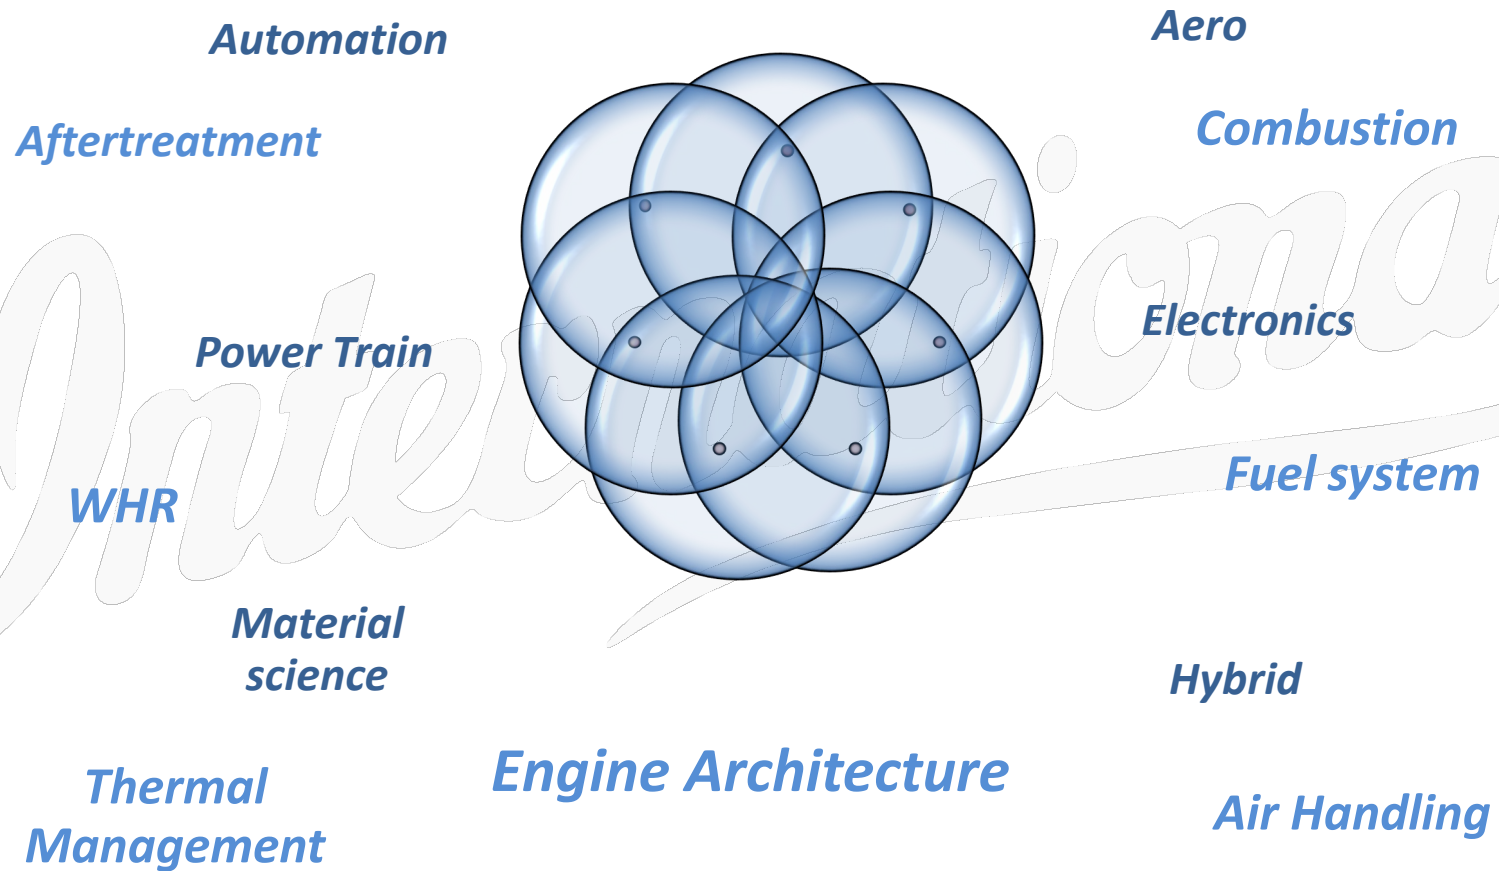 Automation
Aero
Aftertreatment
Combustion
International
Power Train
Electronics
WHR
Fuel system
Material
science
Hybrid
Engine Architecture
Thermal
Management
Air Handling